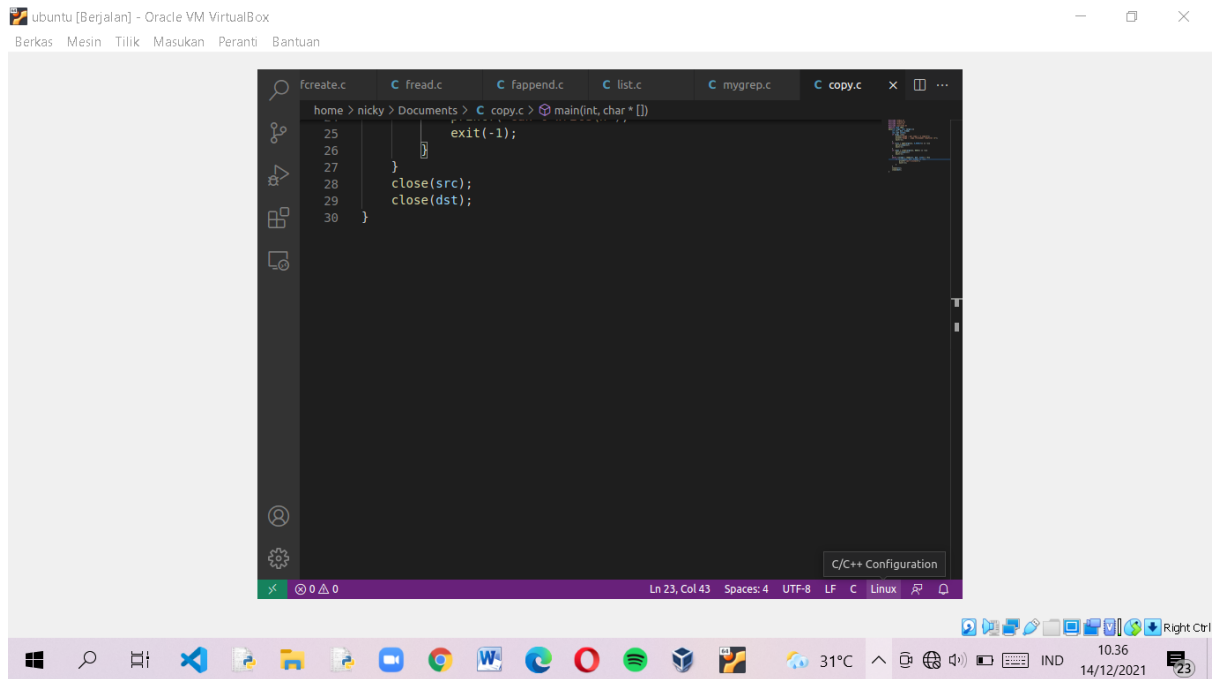 ubuntu [Berjalan] - Oracle VM VirtualBox
Berkas Mesin Tilik Masukan Peranti Bantuan
fcreate.c C fread.c C fappend.c C list.c C mygrep.c C copy.c
home > nicky > Documents > C copy.c > main(int, char * [])
25 exit(-1);
26 }
27 }
28 close(src);
29 close(dst);
30 }
C/C++ Configuration
0 0 Ln 23, Col 43 Spaces: 4 UTF-8 LF C Linux
Right Ctrl
31°C IND 10.36
14/12/2021 23